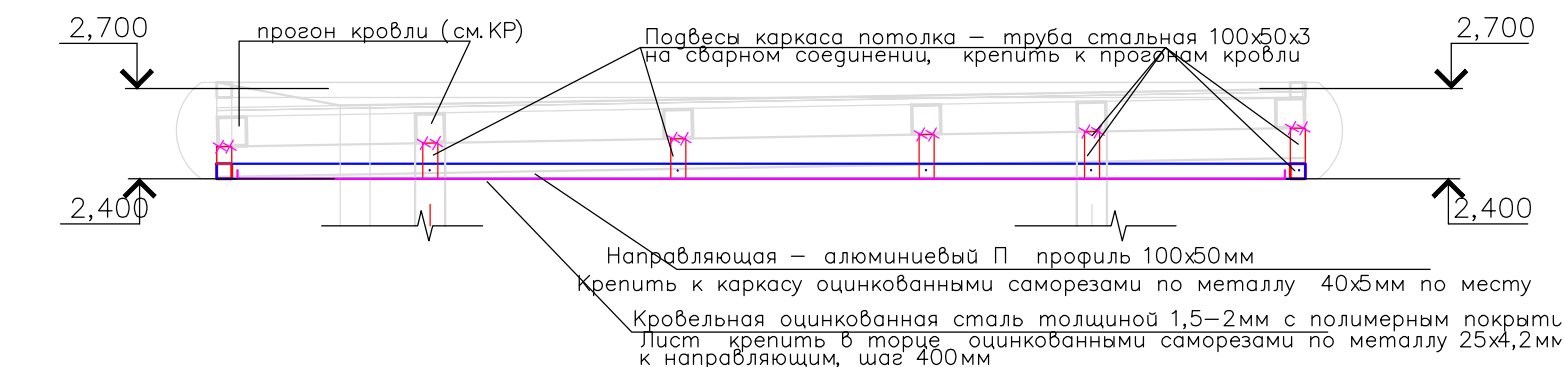 2,700
прогон кровли (см.КР)
Подвесы каркаса потолка – труба стальная 100х50х3
на сварном соединении, крепить к прогонам кровли
2,700
2,400
2,400
Направляющая – алюминиевый П профиль 100х50мм
Крепить к каркасу оцинкованными саморезами по металлу 40х5мм по месту
Кровельная оцинкованная сталь толщиной 1,5–2мм с полимерным покрыти
Лист крепить в торце оцинкованными саморезами по металлу 25х4,2мм
к направляющим, шаг 400мм